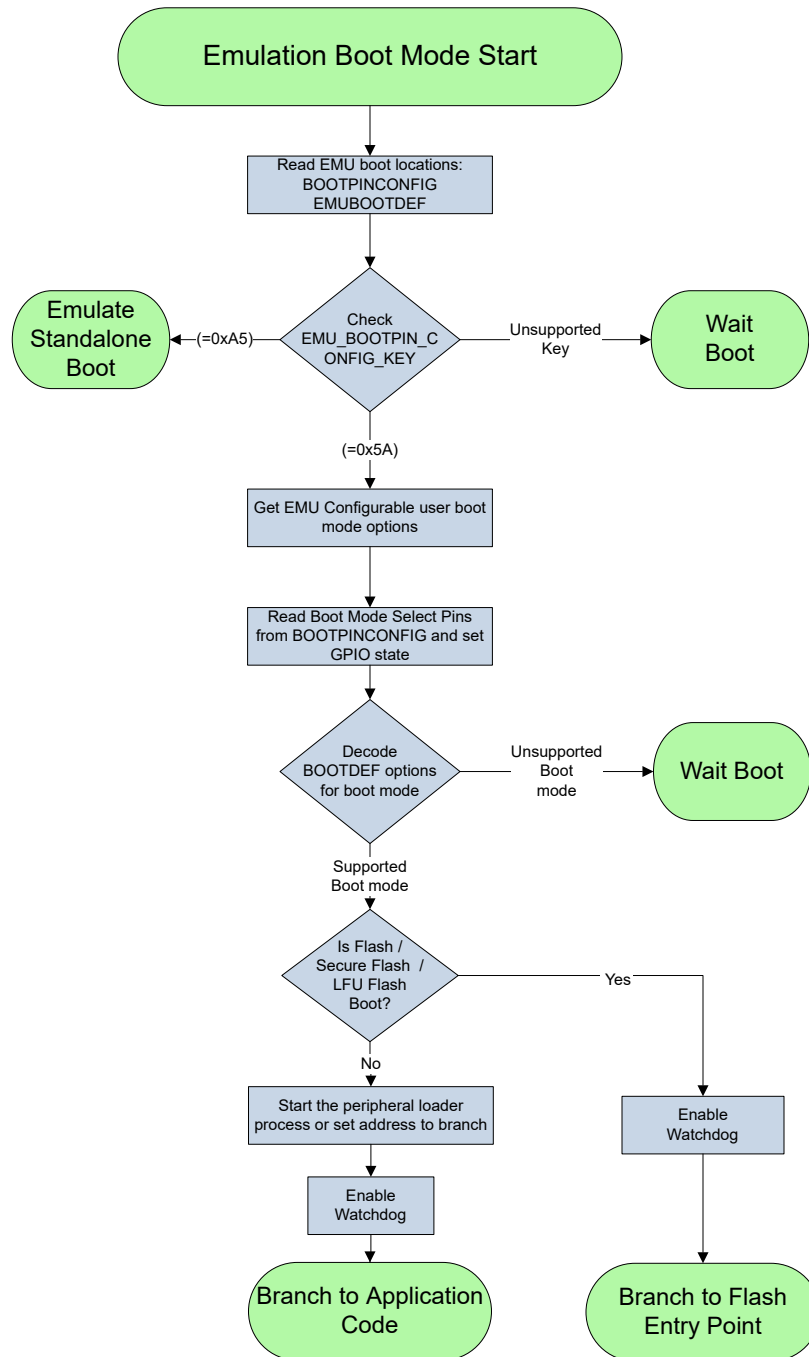 Emulation Boot Mode Start
Read EMU boot locations:
BOOTPINCONFIG
EMUBOOTDEF
Emulate
Standalone
Boot
(=0xA5)
Check
EMU_BOOTPIN_C
ONFIG_KEY
Unsupported
Key
Wait
Boot
(=0x5A)
Get EMU Configurable user boot
mode options
Read Boot Mode Select Pins
from BOOTPINCONFIG and set
GPIO state
Decode
BOOTDEF options
for boot mode
Unsupported
Boot
mode
Wait Boot
Supported
Boot mode
Is Flash /
Secure Flash /
LFU Flash
Boot?
Yes
No
Start the peripheral loader
process or set address to branch
Enable
Watchdog
Enable
Watchdog
Branch to Application
Code
Branch to Flash
Entry Point